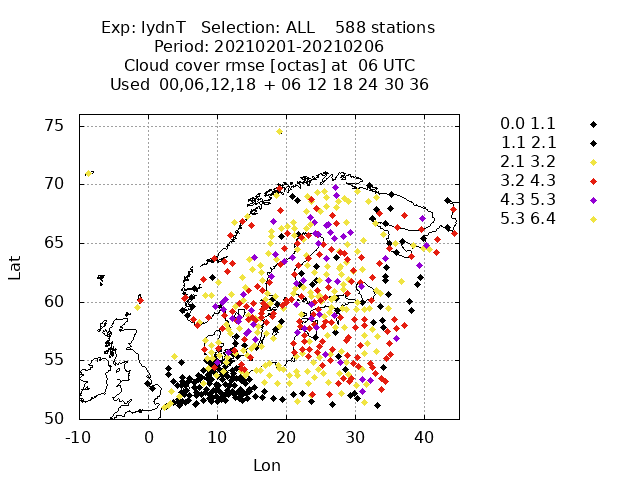 Exp: lydnT Selection: ALL 588 stations
Period: 20210201-20210206
Cloud cover rmse [octas] at 06 UTC
Used 00,06,12,18 + 06 12 18 24 30 36
0.0 1.1
1.1 2.1
2.1 3.2
3.2 4.3
4.3 5.3
5.3 6.4
75
70
65
60
55
50
Lat
-10 0 10 20 30 40
Lon